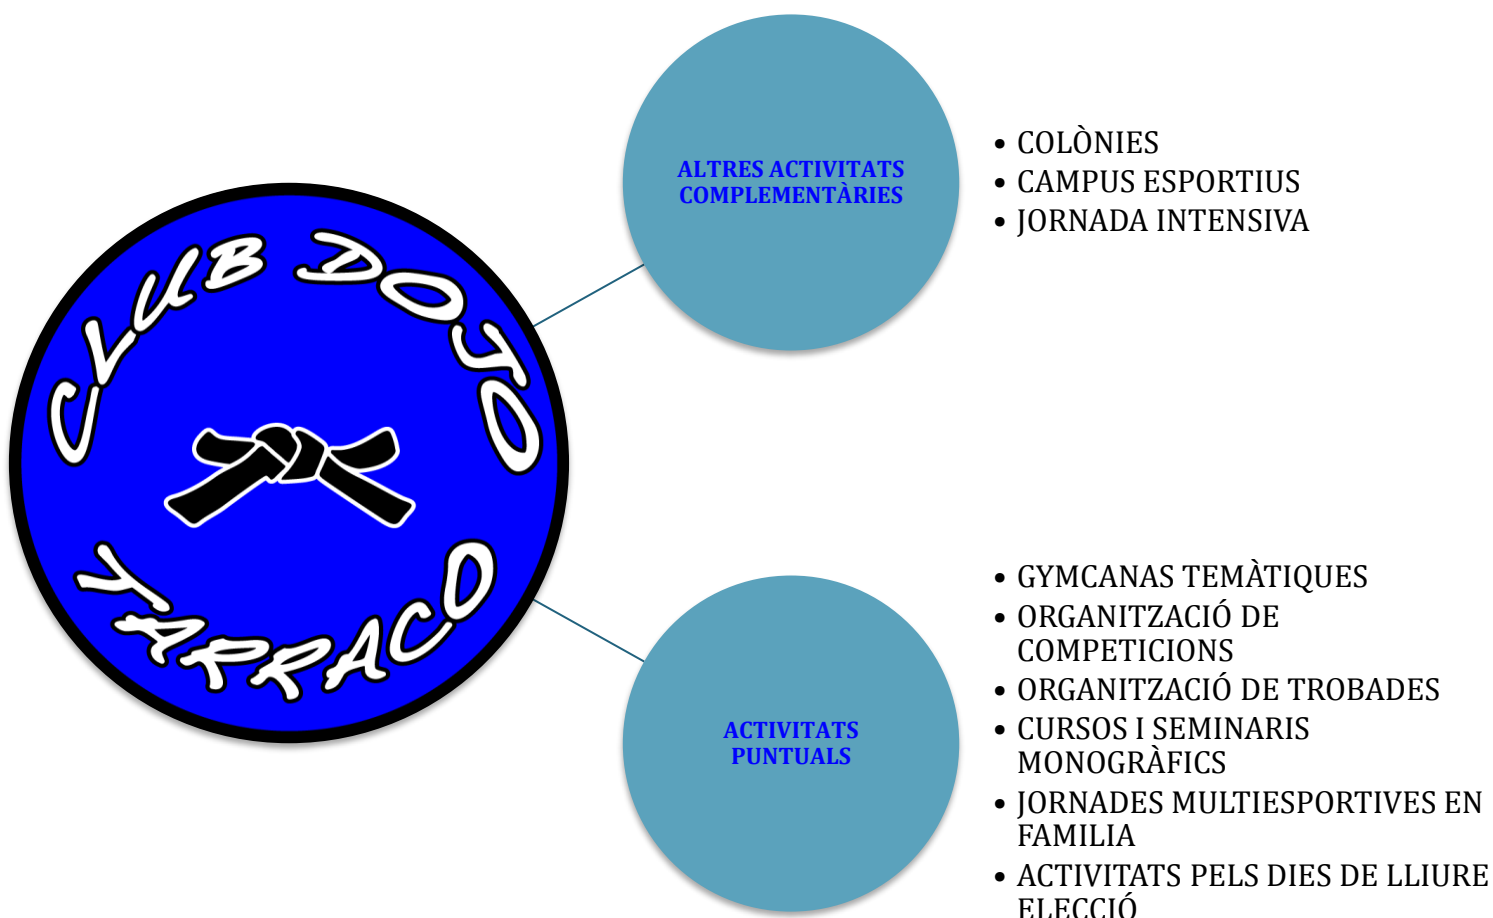 CLUB DOJO
TARRACO
ALTRES ACTIVITATS
COMPLEMENTÀRIES
• COLÒNIES
• CAMPUS ESPORTIUS
• JORNADA INTENSIVA
ACTIVITATS
PUNTUALS
• GYMCANAS TEMÀTIQUES
• ORGANITZACIÓ DE
COMPETICIONS
• ORGANITZACIÓ DE TROBADES
• CURSOS I SEMINARIS
MONOGRÀFICS
• JORNADES MULTIESPORTIVES EN
FAMILIA
• ACTIVITATS PELS DIES DE LLIURE
ELECCIÓ